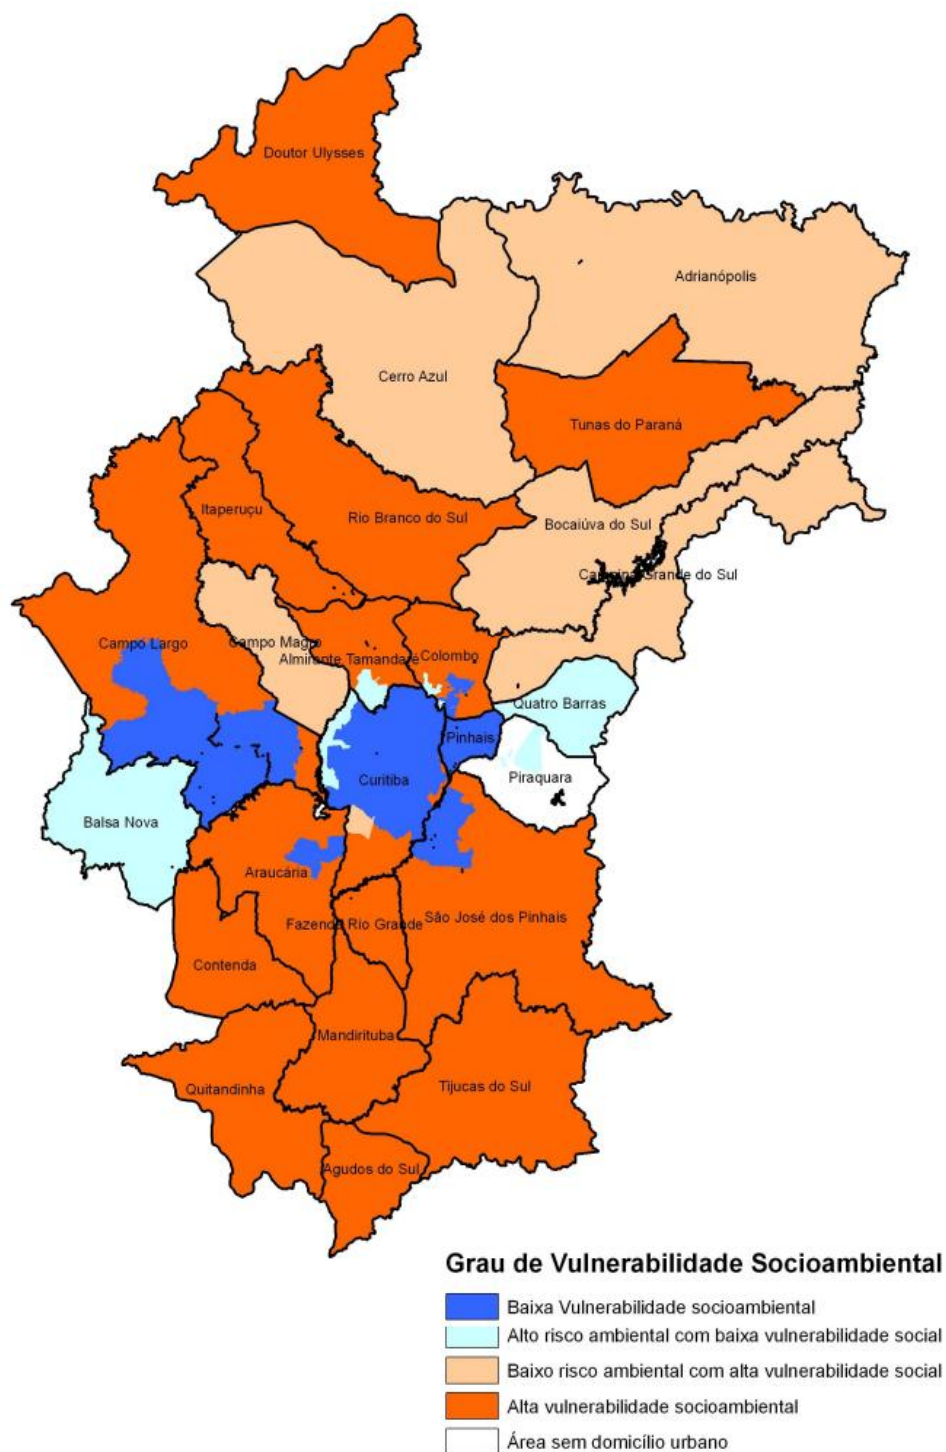 Doutor Ulysses
Adrianópolis
Cerro Azul
Tunas do Paraná
Itaperuçu
Rio Branco do Sul
Bocaiúva do Sul
Campina Grande do Sul
Campo Largo
Campo Magro
Almirante Tamandaré
Colombo
Quatro Barras
Pinhais
Curitiba
Piraquara
Balsa Nova
Araucária
Fazenda Rio Grande
São José dos Pinhais
Contenda
Mandirituba
Quitandinha
Tijucas do Sul
Agudos do Sul
Grau de Vulnerabilidade Socioambiental
Baixa Vulnerabilidade socioambiental
Alto risco ambiental com baixa vulnerabilidade social
Baixo risco ambiental com alta vulnerabilidade social
Alta vulnerabilidade socioambiental
Área sem domicílio urbano